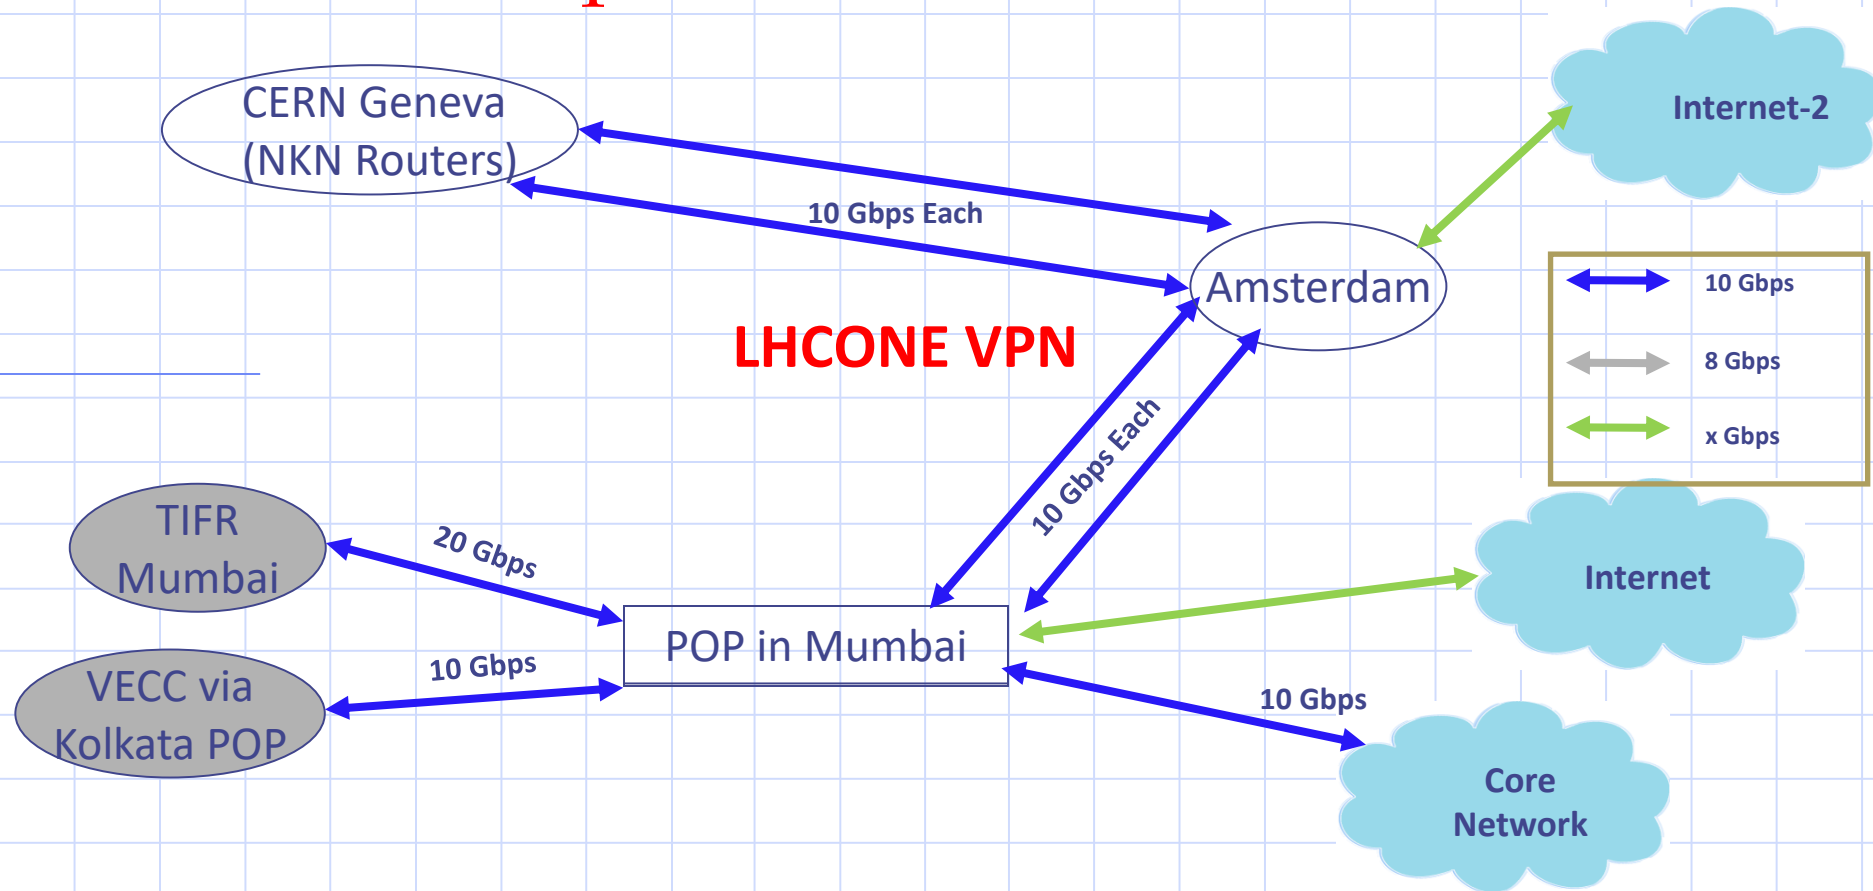 CERN Geneva
(NKN Routers)
Internet-2
10 Gbps Each
Amsterdam
10 Gbps
LHCONE VPN
8 Gbps
10 Gbps Each
x Gbps
TIFR
Mumbai
20 Gbps
Internet
POP in Mumbai
VECC via
Kolkata POP
10 Gbps
10 Gbps
Core
Network